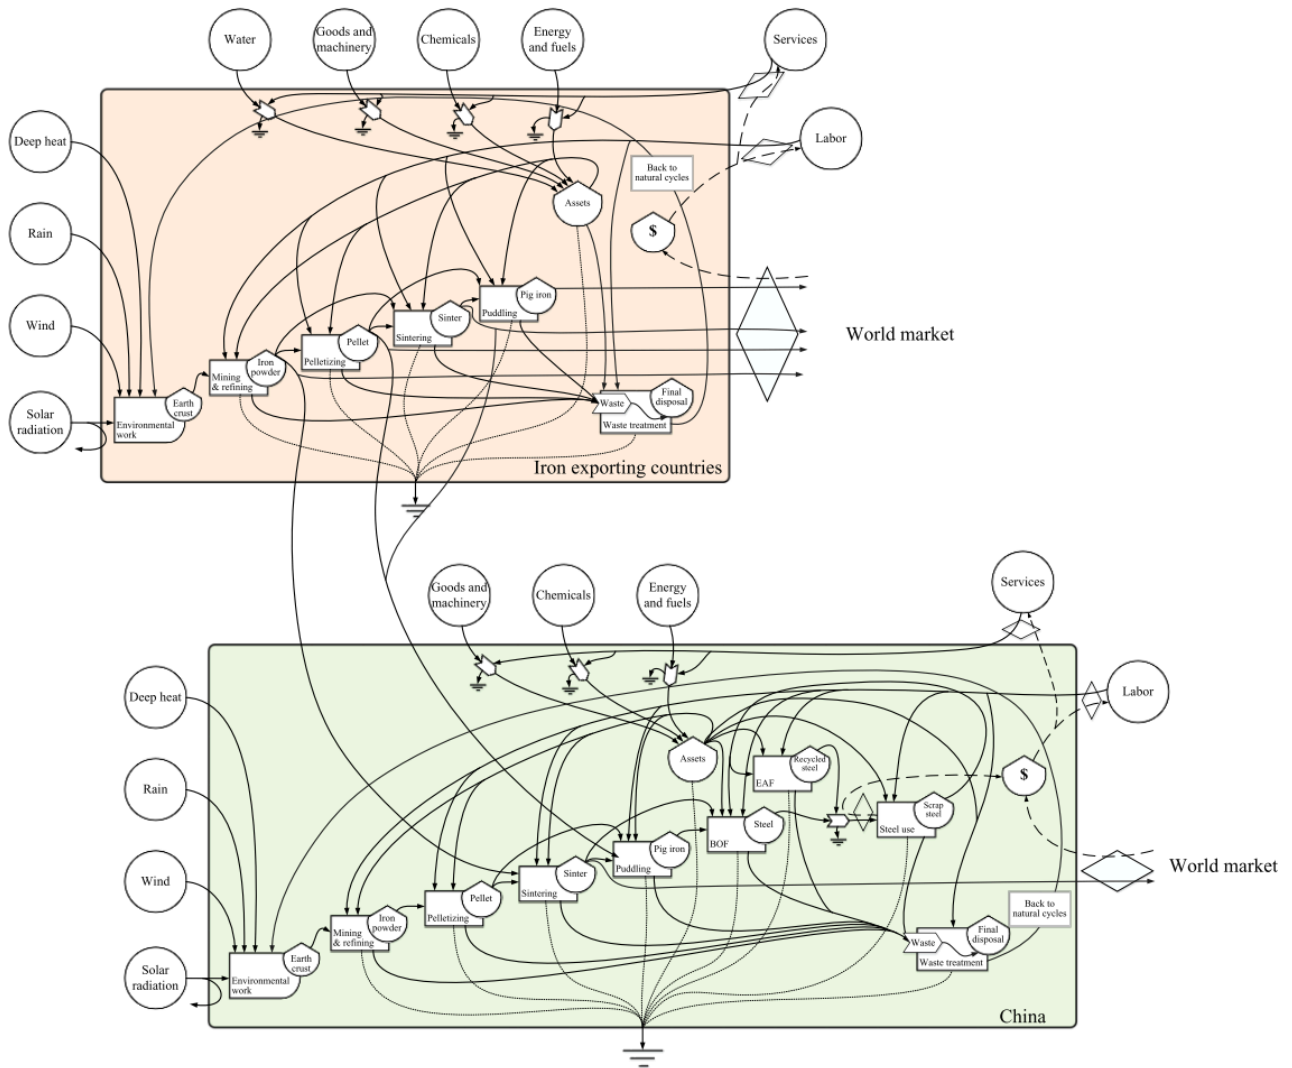 Water
Goods and
machinery
Chemicals
Energy
and fuels
Services
Deep heat
Labor
Back to
natural cycles
Assets
$
Rain
Pig iron
Puddling
Sinter
Sintering
Wind
World market
Pellet
Pelletizing
Iron
powder
Mining
& refining
Earth
crust
Final
disposal
Waste
Waste treatment
Solar
radiation
Environmental
work
Iron exporting countries
Goods and
machinery
Chemicals
Energy
and fuels
Services
Deep heat
Labor
Assets
Recycled
steel
EAF
$
Rain
Scrap
steel
Steel use
Steel
BOF
Pig iron
Puddling
World market
Sinter
Sintering
Wind
Pellet
Pelletizing
Back to
natural cycles
Iron
powder
Mining
& refining
Final
disposal
Waste
Waste treatment
Earth
crust
Solar
radiation
Environmental
work
China